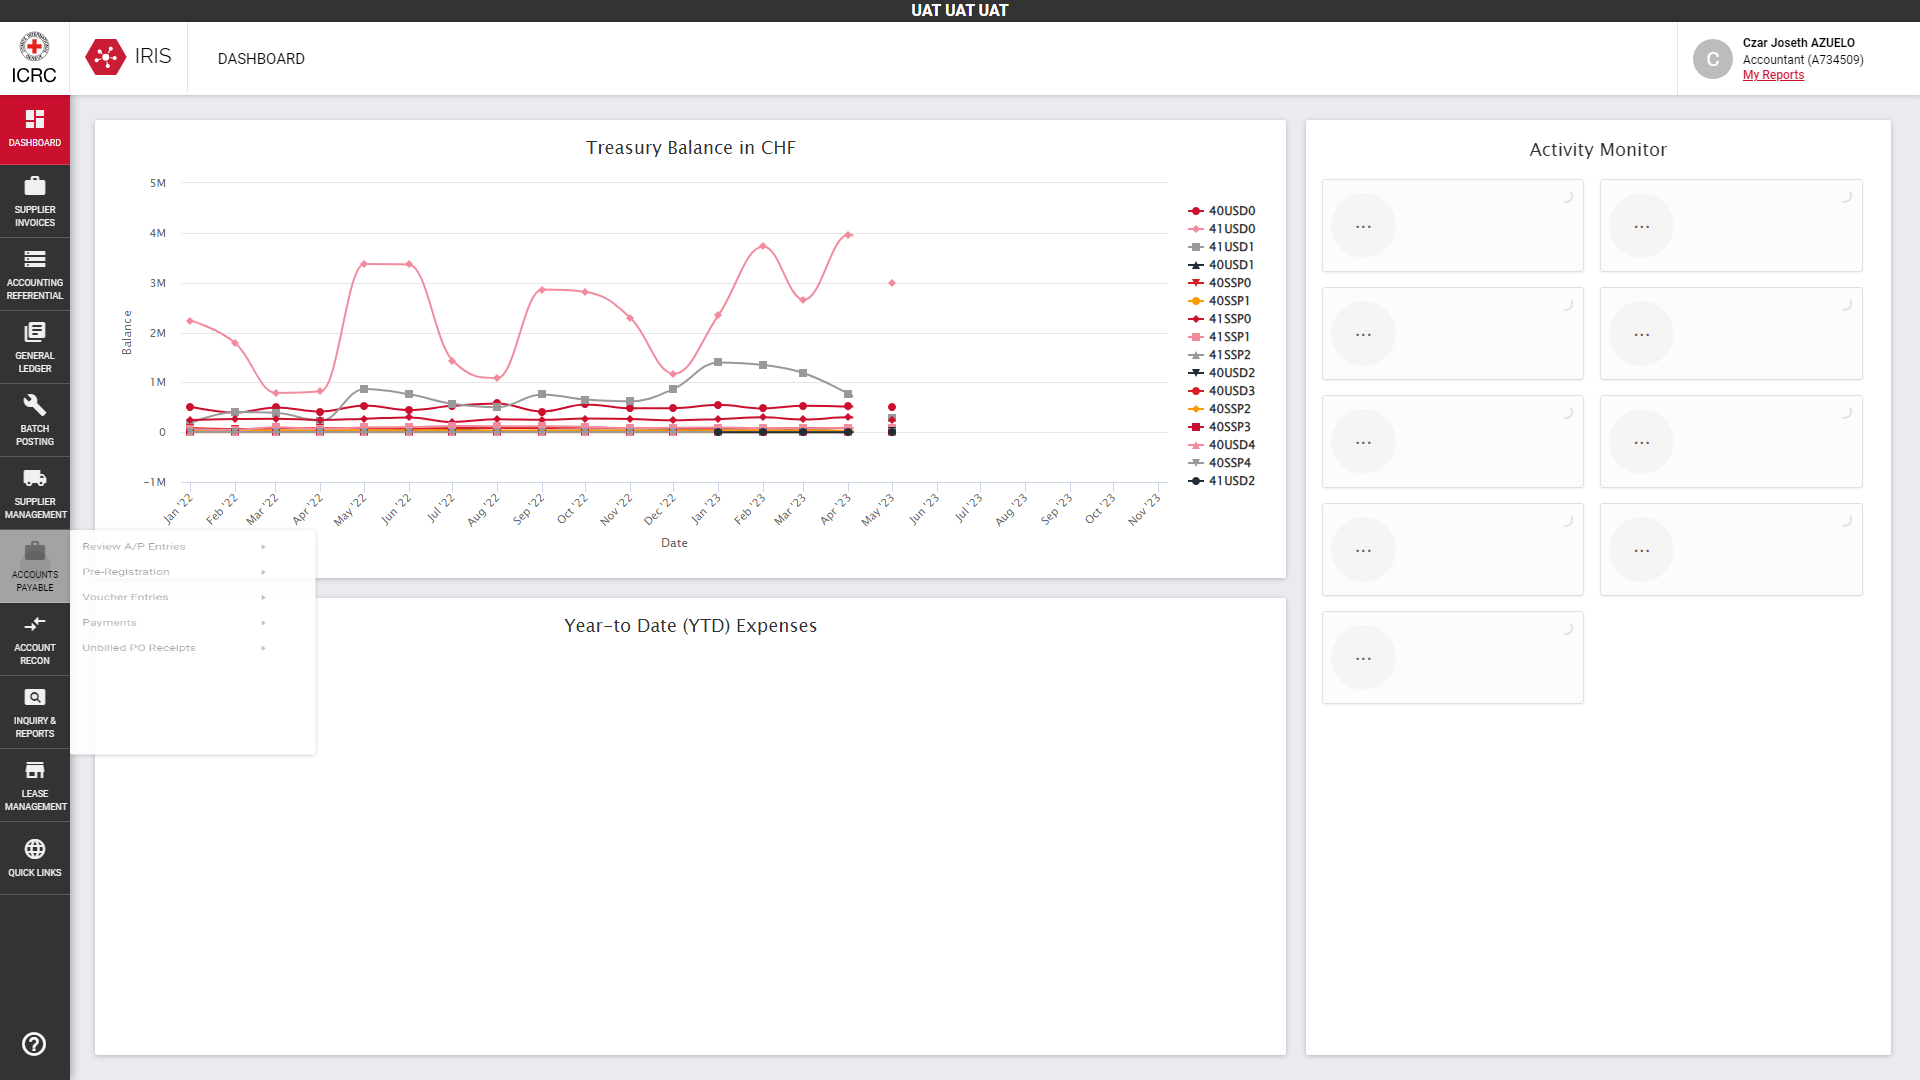 UAT UAT UAT
ICRC
IRIS
DASHBOARD
C
Czar Joseth AZUELO
Accountant (A734509)
My Reports
DASHBOARD
SUPPLIER
INVOICES
ACCOUNTING
REFERENTIAL
GENERAL
LEDGER
BATCH
POSTING
SUPPLIER
MANAGEMENT
ACCOUNTS
PAYABLE
ACCOUNT
RECON
INQUIRY &
REPORTS
LEASE
MANAGEMENT
QUICK LINKS
Review A/P Entries
Pre-Registration
Voucher Entries
Payments
Unbilled PO Receipts
Treasury Balance in CHF
Balance
5M
4M
3M
2M
1M
0
-1M
Jan '22
Feb '22
Mar '22
Apr '22
May '22
Jun '22
Jul '22
Aug '22
Sep '22
Oct '22
Nov '22
Dec '22
Jan '23
Feb '23
Mar '23
Apr '23
May '23
Jun '23
Jul '23
Aug '23
Sep '23
Oct '23
Nov '23
Date
40USD0
41USD0
41USD1
40USD1
40SSP0
40SSP1
41SSP0
41SSP1
41SSP2
40USD2
40USD3
40SSP2
40SSP3
40USD4
40SSP4
41USD2
Year-to Date (YTD) Expenses
Activity Monitor
...
...
...
...
...
...
...
...
...